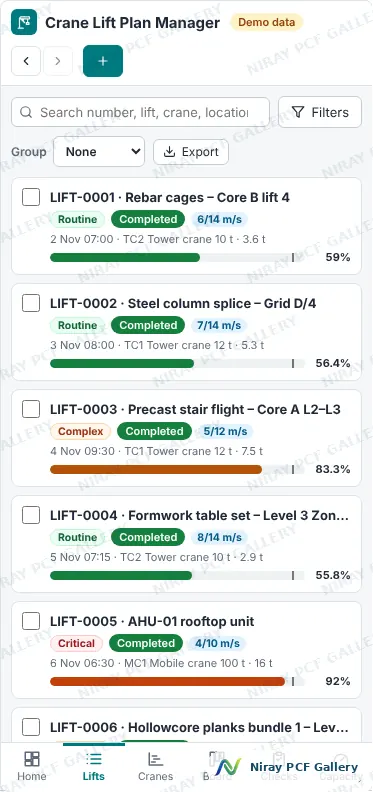 Crane Lift Plan Manager Demo data
Search number, lift, crane, location
Filters
Group None Export
LIFT-0001 · Rebar cages – Core B lift 4
Routine Completed 6/14 m/s
2 Nov 07:00 · TC2 Tower crane 10 t · 3.6 t
59%
LIFT-0002 · Steel column splice – Grid D/4
Routine Completed 7/14 m/s
3 Nov 08:00 · TC1 Tower crane 12 t · 5.3 t
56.4%
LIFT-0003 · Precast stair flight – Core A L2–L3
Complex Completed 5/12 m/s
4 Nov 09:30 · TC1 Tower crane 12 t · 7.5 t
83.3%
LIFT-0004 · Formwork table set – Level 3 Zon...
Routine Completed 8/14 m/s
5 Nov 07:15 · TC2 Tower crane 10 t · 2.9 t
55.8%
LIFT-0005 · AHU-01 rooftop unit
Critical Completed 4/10 m/s
6 Nov 06:30 · MC1 Mobile crane 100 t · 16 t
92%
LIFT-0006 · Hollowcore planks bundle 1 – Lev...
Home Lifts Cranes Checks Capacity
Niray PCF Gallery
NIRAY PCF GALLERY